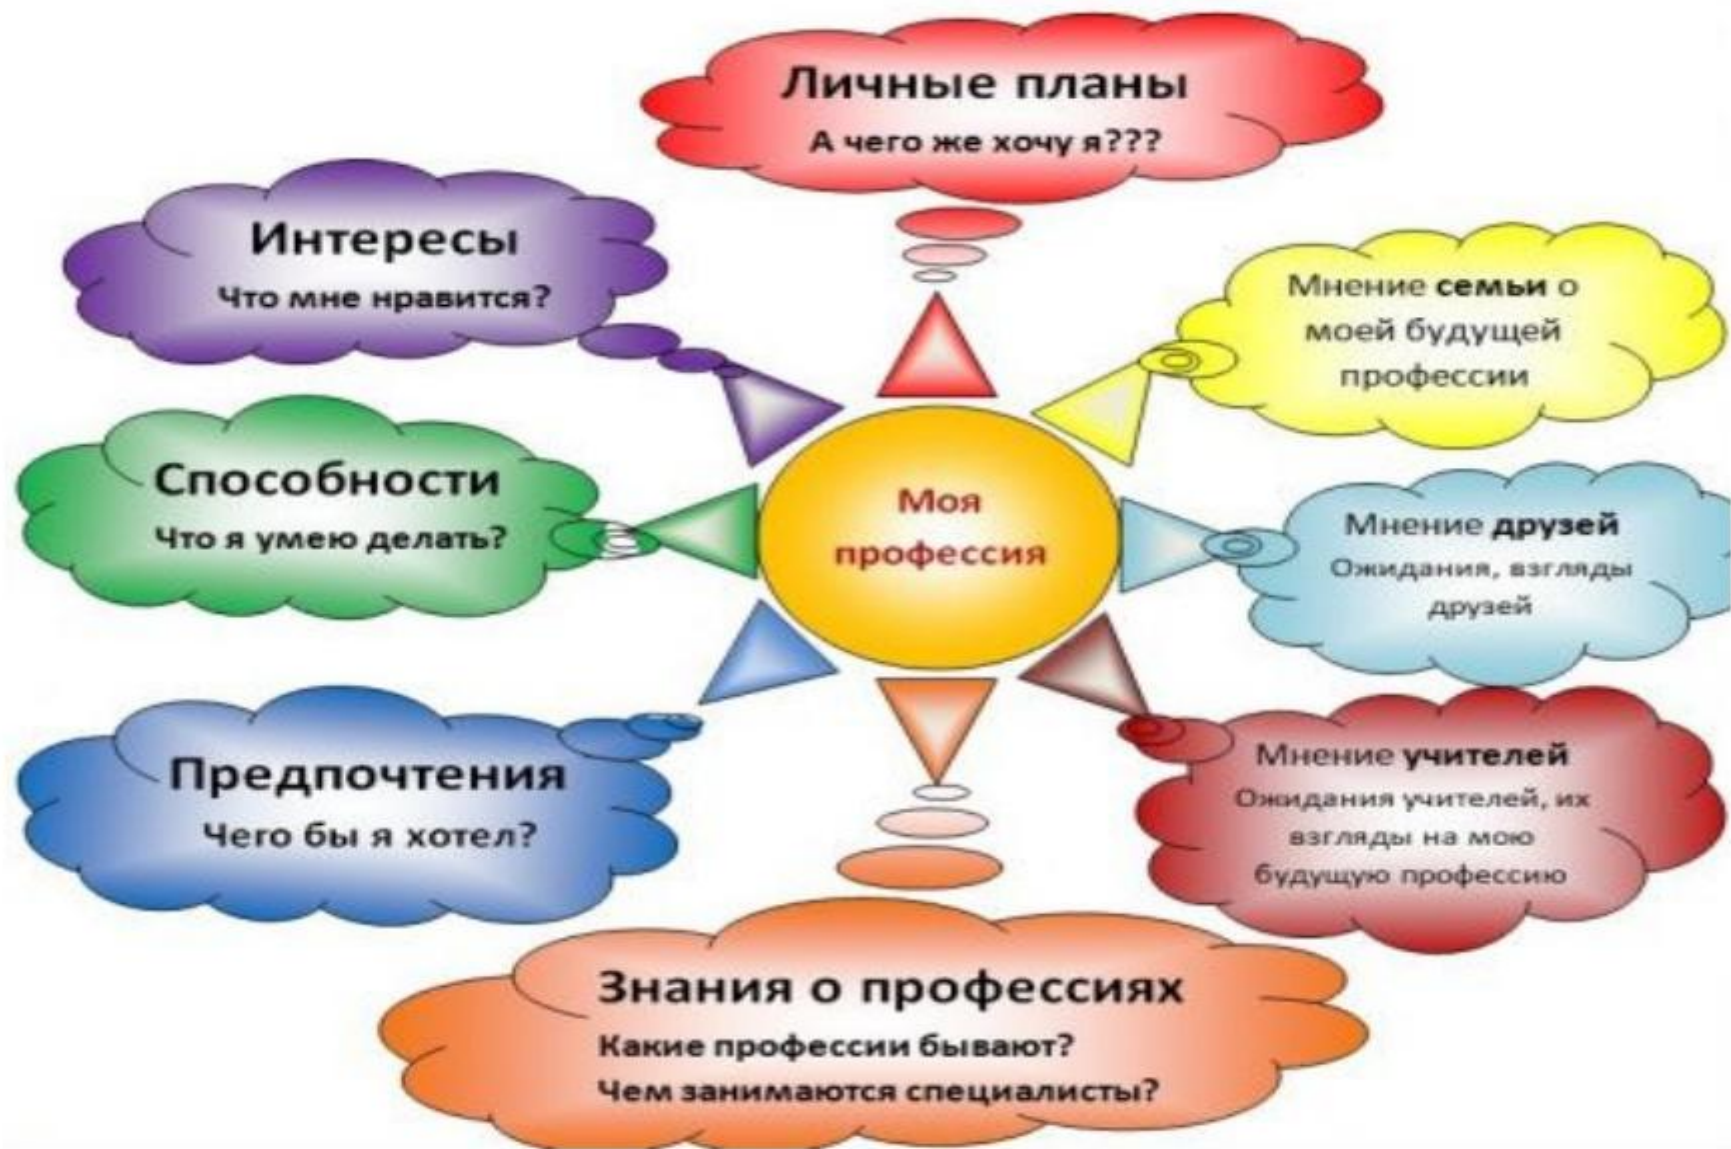 Личные планы
А чего же хочу я???
Интересы
Что мне нравится?
Мнение семьи о
моей будущей
профессии
Способности
Что я умею делать?
Моя
профессия
Мнение друзей
Ожидания, взгляды
друзей
Предпочтения
Чего бы я хотел?
Мнение учителей
Ожидания учителей, их
взгляды на мою
будущую профессию
Знания о профессиях
Какие профессии бывают?
Чем занимаются специалисты?